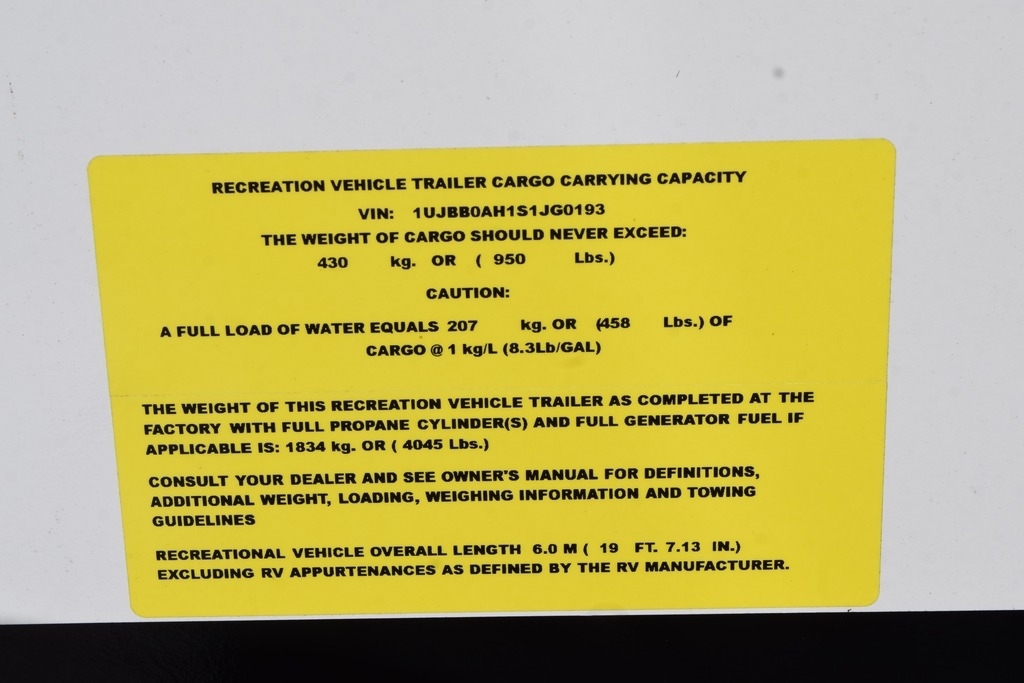 RECREATION VEHICLE TRAILER CARGO CARRYING CAPACITY
VIN: 1UJBB0AH1S1JG0193
THE WEIGHT OF CARGO SHOULD NEVER EXCEED:
430 kg. OR ( 950 Lbs.)
CAUTION:
A FULL LOAD OF WATER EQUALS 207 kg. OR (458 Lbs.) OF
CARGO @ 1 kg/L (8.3Lb/GAL)
THE WEIGHT OF THIS RECREATION VEHICLE TRAILER AS COMPLETED AT THE
FACTORY WITH FULL PROPANE CYLINDER(S) AND FULL GENERATOR FUEL IF
APPLICABLE IS: 1834 kg. OR ( 4045 Lbs.)
CONSULT YOUR DEALER AND SEE OWNER'S MANUAL FOR DEFINITIONS,
ADDITIONAL WEIGHT, LOADING, WEIGHING INFORMATION AND TOWING
GUIDELINES
RECREATIONAL VEHICLE OVERALL LENGTH 6.0 M ( 19 FT. 7.13 IN.)
EXCLUDING RV APPURTENANCES AS DEFINED BY THE RV MANUFACTURER.